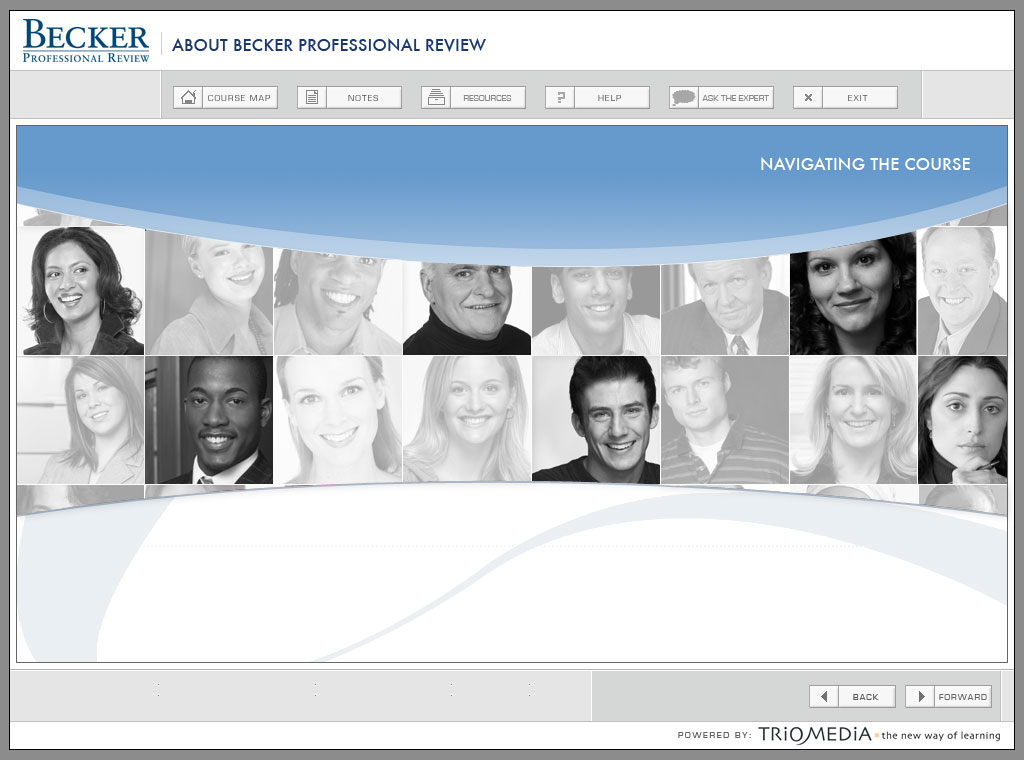 BECKER
PROFESSIONAL REVIEW
ABOUT BECKER PROFESSIONAL REVIEW
COURSE MAP
NOTES
RESOURCES
HELP
ASK THE EXPERT
EXIT
NAVIGATING THE COURSE
BACK
FORWARD
POWERED BY: TRIOMEDIA the new way of learning